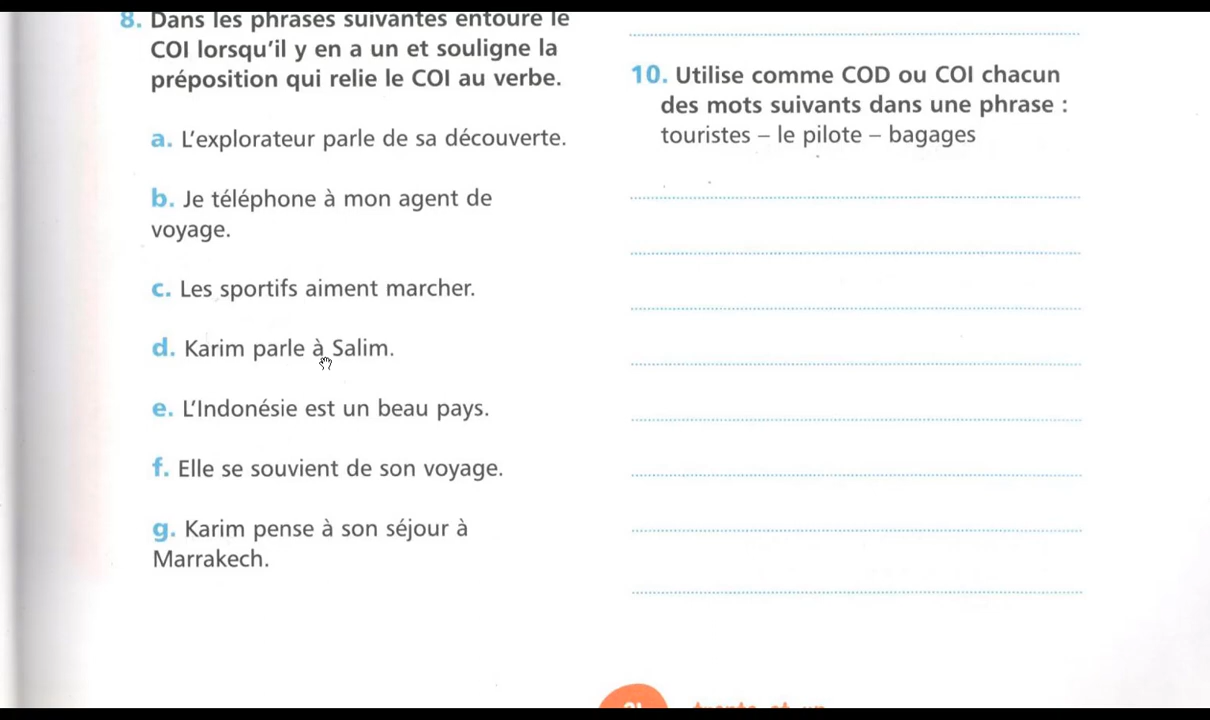 8. Dans les phrases suivantes entoure le
COI lorsqu'il y en a un et souligne la
préposition qui relie le COI au verbe.
a. L'explorateur parle de sa découverte.
b. Je téléphone à mon agent de
voyage.
c. Les sportifs aiment marcher.
d. Karim parle à Salim.
e. L'Indonésie est un beau pays.
f. Elle se souvient de son voyage.
g. Karim pense à son séjour à
Marrakech.
10. Utilise comme COD ou COI chacun
des mots suivants dans une phrase :
touristes – le pilote – bagages